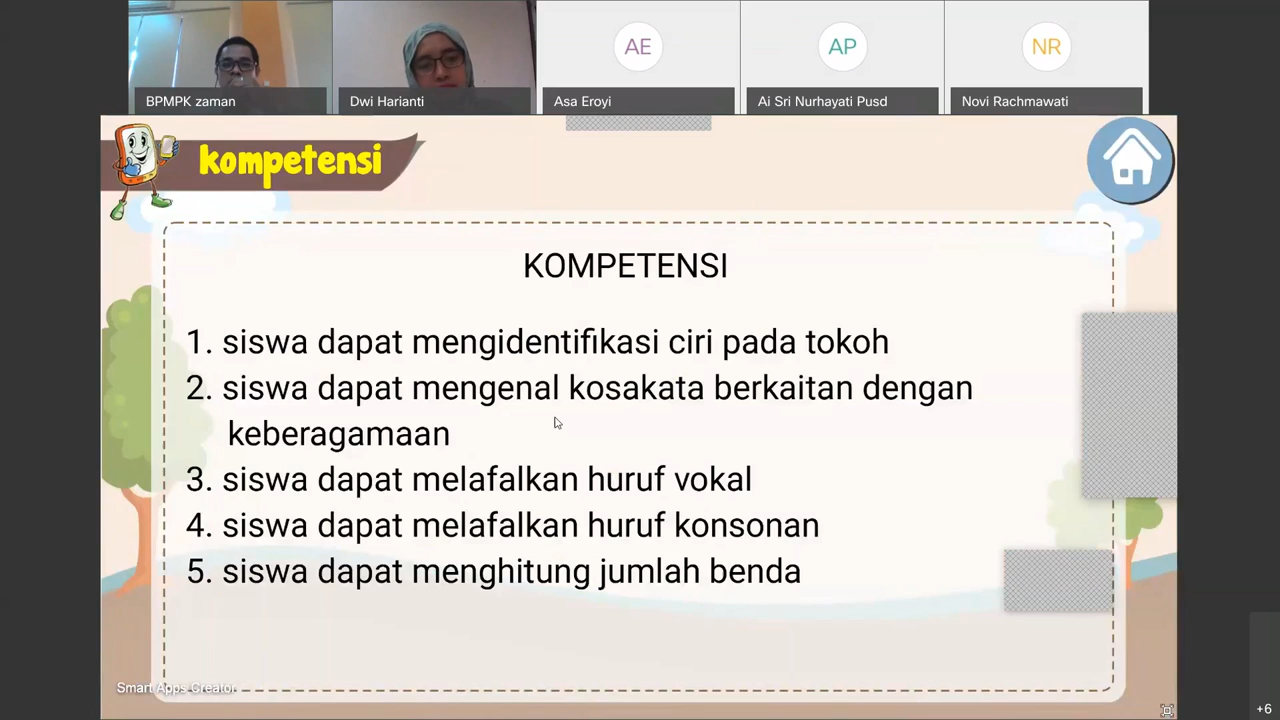 AE
AP
NR
BPMPK zaman
Dwi Harianti
Asa Eroyi
Ai Sri Nurhayati Pusd
Novi Rachmawati
kompetensi
KOMPETENSI
1. siswa dapat mengidentifikasi ciri pada tokoh
2. siswa dapat mengenal kosakata berkaitan dengan
keberagamaan
3. siswa dapat melafalkan huruf vokal
4. siswa dapat melafalkan huruf konsonan
5. siswa dapat menghitung jumlah benda
Smart Apps Creator
+6